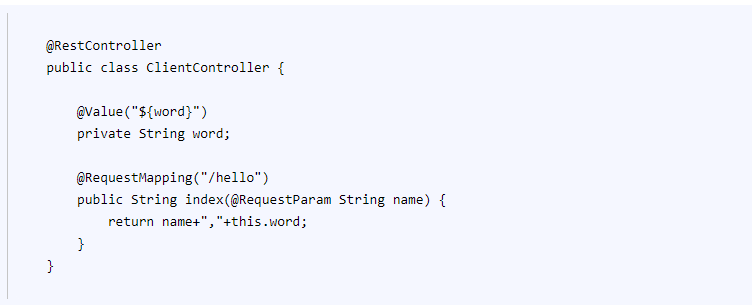 @RestController
public class ClientController {
@Value("${word}")
private String word;
@RequestMapping("/hello")
public String index(@RequestParam String name) {
return name+","+this.word;
}
}